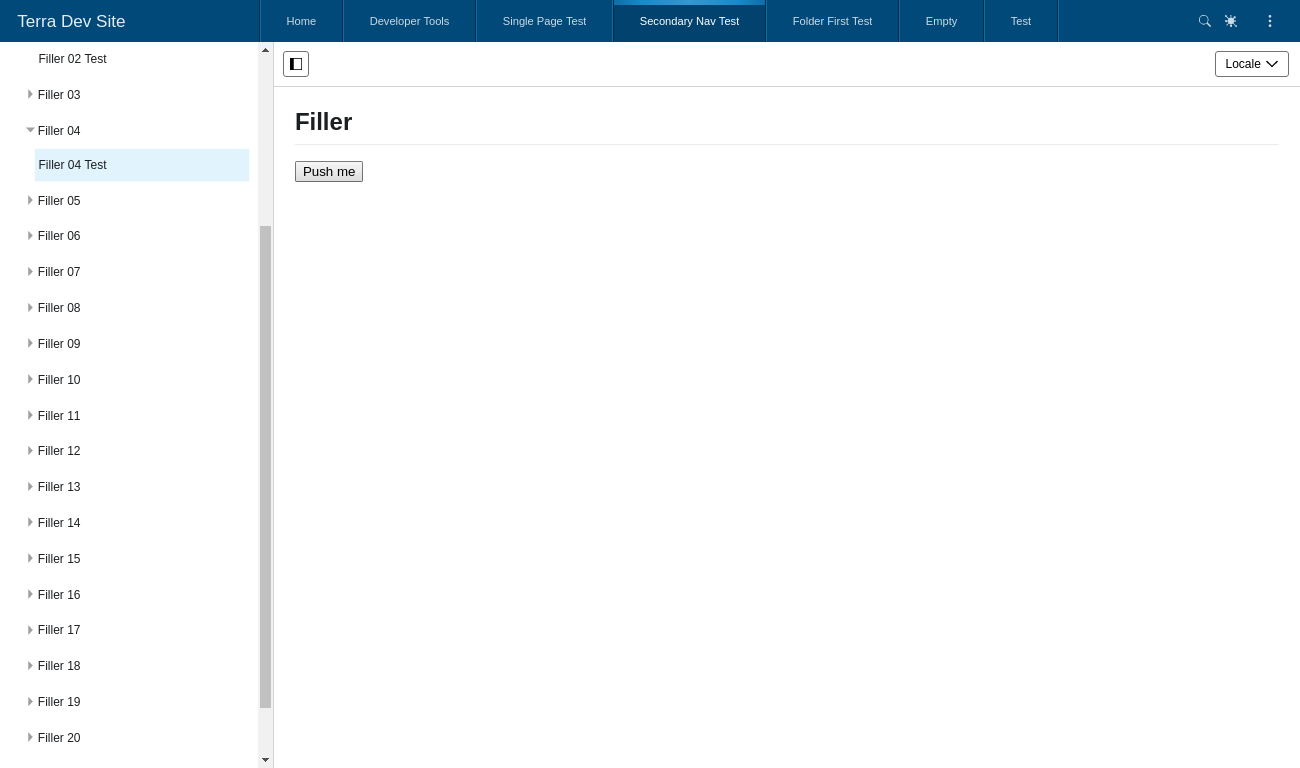 Terra Dev Site
Home
Developer Tools
Single Page Test
Secondary Nav Test
Folder First Test
Empty
Test
Filler 02 Test
Filler 03
Filler 04
Filler 04 Test
Filler 05
Filler 06
Filler 07
Filler 08
Filler 09
Filler 10
Filler 11
Filler 12
Filler 13
Filler 14
Filler 15
Filler 16
Filler 17
Filler 18
Filler 19
Filler 20
Locale
Filler
Push me